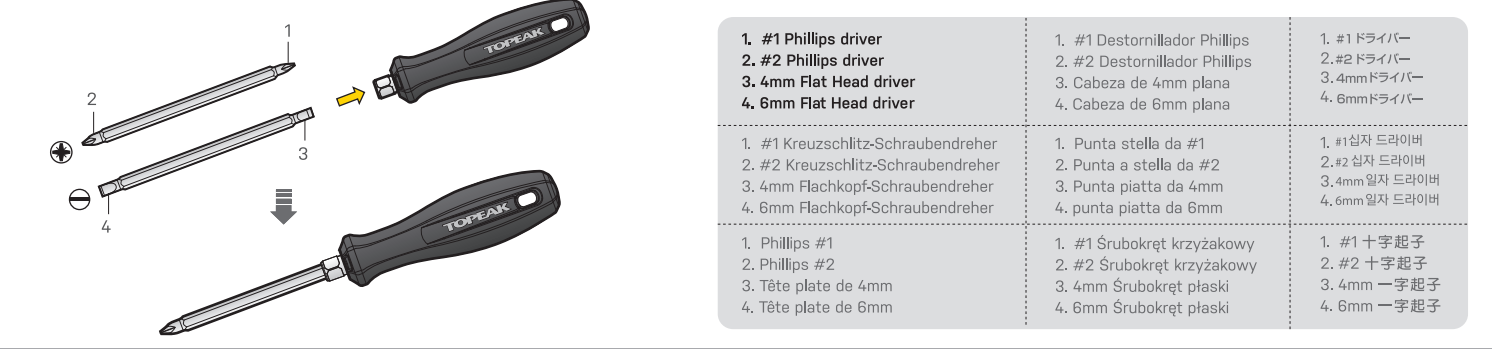 1
TOPEAK
2
3
4
TOPEAK
1. #1 Phillips driver
2. #2 Phillips driver
3. 4mm Flat Head driver
4. 6mm Flat Head driver
1. #1 Destornillador Phillips
2. #2 Destornillador Phillips
3. Cabeza de 4mm plana
4. Cabeza de 6mm plana
1. #1 ドライバー
2. #2 ドライバー
3. 4mmドライバー
4. 6mmドライバー
1. #1 Kreuzschlitz-Schraubendreher
2. #2 Kreuzschlitz-Schraubendreher
3. 4mm Flachkopf-Schraubendreher
4. 6mm Flachkopf-Schraubendreher
1. Punta stella da #1
2. Punta a stella da #2
3. Punta piatta da 4mm
4. punta piatta da 6mm
1. #1십자 드라이버
2. #2 십자 드라이버
3. 4mm 일자 드라이버
4. 6mm 일자 드라이버
1. Phillips #1
2. Phillips #2
3. Tête plate de 4mm
4. Tête plate de 6mm
1. #1 Śrubokręt krzyżakowy
2. #2 Śrubokręt krzyżakowy
3. 4mm Śrubokręt płaski
4. 6mm Śrubokręt płaski
1. #1 十字起子
2. #2 十字起子
3. 4mm 一字起子
4. 6mm 一字起子